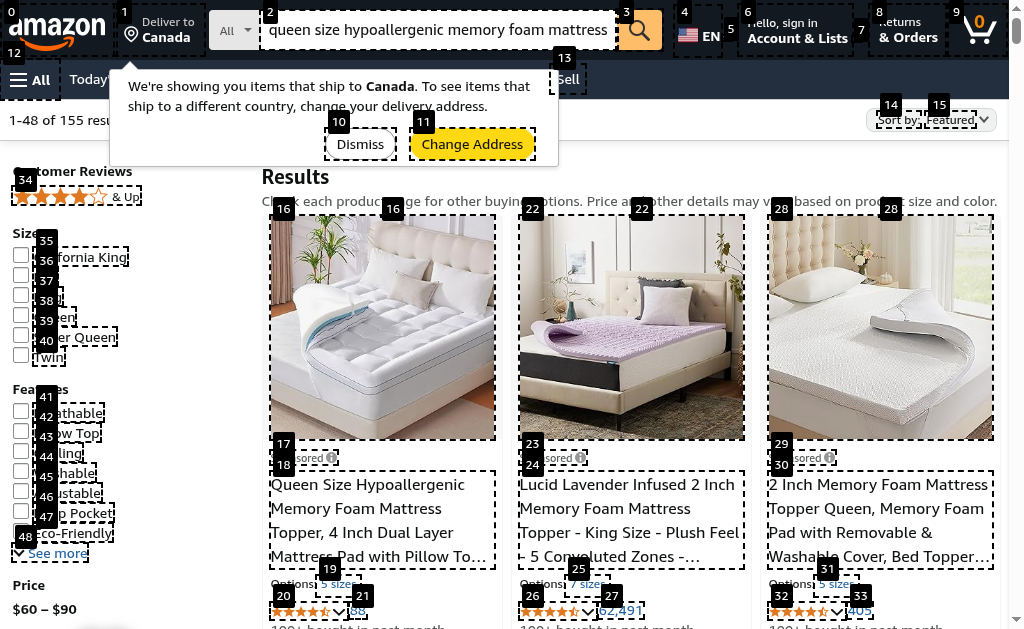 0 1 2 3 4 5 6 7 8 9
amazon
Deliver to
Canada
All
queen size hypoallergenic memory foam mattress
EN
Hello, sign in
Account & Lists
Returns
& Orders
0
12 13
All
Today
Sell
We're showing you items that ship to Canada. To see items that
ship to a different country, change your delivery address.
10 11
Dismiss
Change Address
1-48 of 155
14 15
Sort by: Featured
Customer Reviews
34
& Up
Size
35
California King
36
37
38
39
Super Queen
40
Twin
Features
41
Breathable
42
Pillow Top
43
Cooling
44
Washable
45
Adjustable
46
Deep Pocket
47
Eco-Friendly
48
See more
Price
$60 – $90
Results
Check each product page for other buying options. Price and other details may vary based on product size and color.
16 16 22 22 28 28
17
Sponsored
18
Queen Size Hypoallergenic
Memory Foam Mattress
Topper, 4 Inch Dual Layer
Mattress Pad with Pillow To…
19
Options: 5 sizes
20 21
88
23
Sponsored
24
Lucid Lavender Infused 2 Inch
Memory Foam Mattress
Topper - King Size - Plush Feel
- 5 Convoluted Zones -…
25
Options: 7 sizes
26 27
62,491
29
Sponsored
30
2 Inch Memory Foam Mattress
Topper Queen, Memory Foam
Pad with Removable &
Washable Cover, Bed Topper…
31
Options: 5 sizes
32 33
405